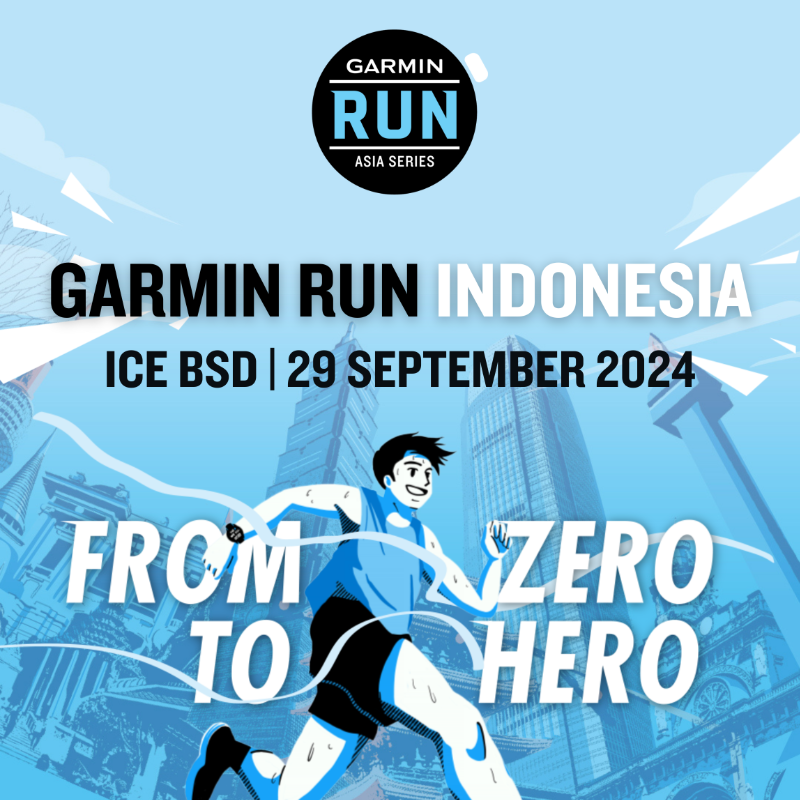 GARMIN
RUN
ASIA SERIES
GARMIN RUN INDONESIA
ICE BSD | 29 SEPTEMBER 2024
FROM ZERO
TO HERO